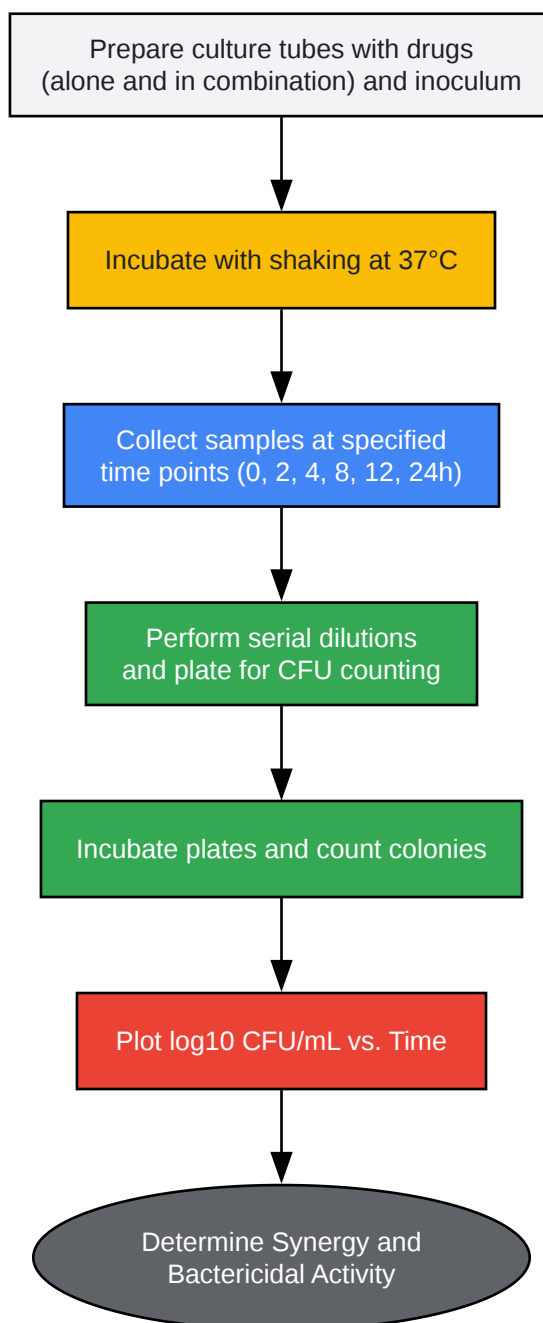 Prepare culture tubes with drugs
(alone and in combination) and inoculum
Incubate with shaking at 37°C
Collect samples at specified
time points (0, 2, 4, 8, 12, 24h)
Perform serial dilutions
and plate for CFU counting
Incubate plates and count colonies
Plot log10 CFU/mL vs. Time
Determine Synergy and
Bactericidal Activity